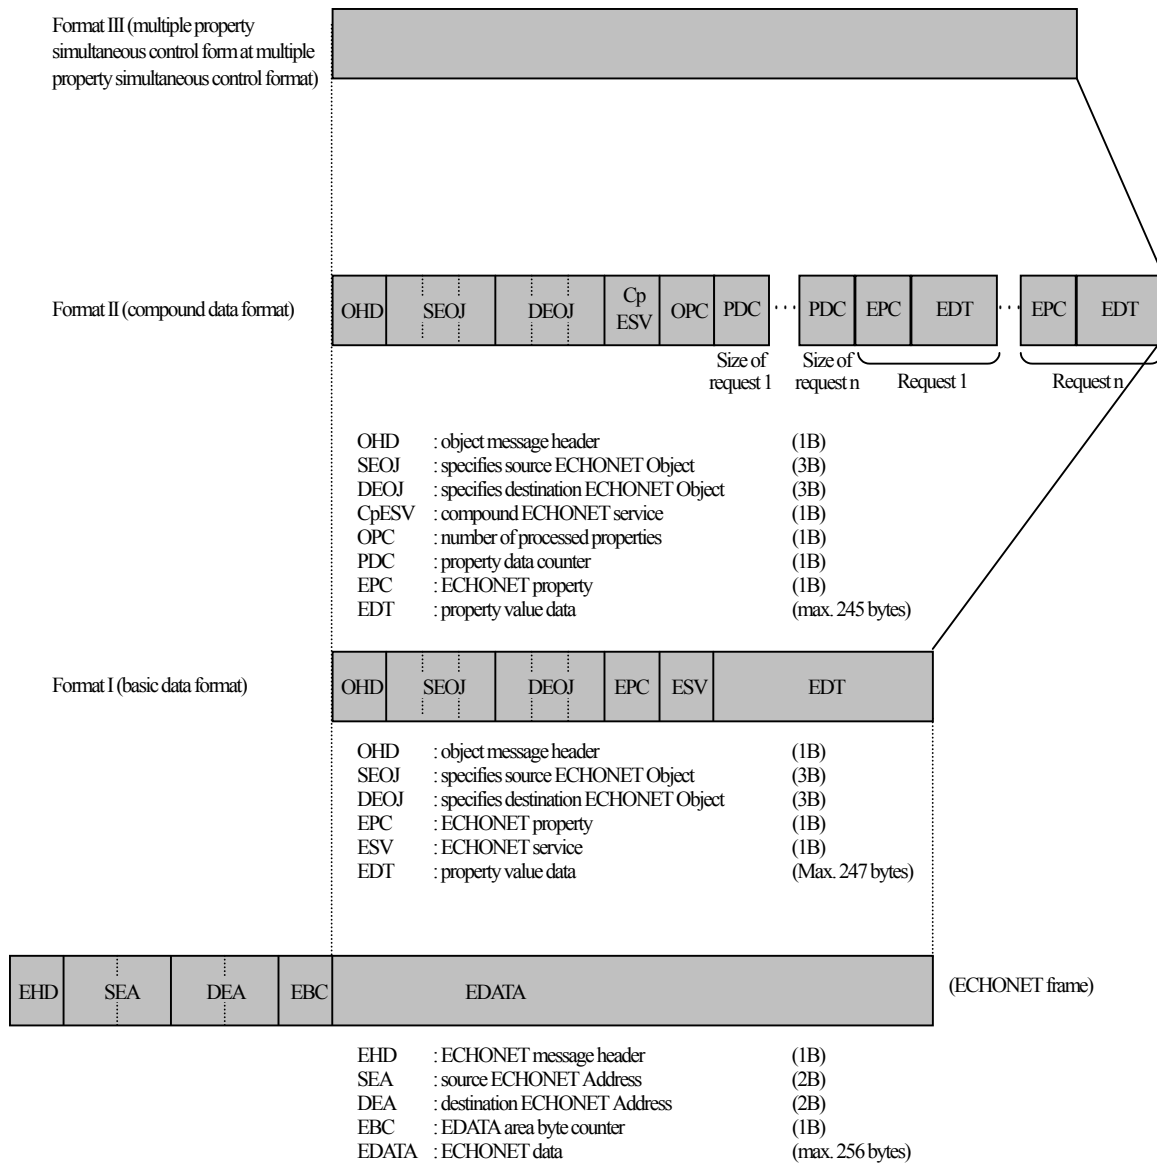 Format III (multiple property
simultaneous control form at multiple
property simultaneous control format)
Format II (compound data format)
OHD SEOJ DEOJ Cp ESV OPC PDC ··· PDC EPC EDT ··· EPC EDT
Size of request 1
Size of request n
Request 1
Request n
OHD : object message header (1B)
SEOJ : specifies source ECHONET Object (3B)
DEOJ : specifies destination ECHONET Object (3B)
CpESV : compound ECHONET service (1B)
OPC : number of processed properties (1B)
PDC : property data counter (1B)
EPC : ECHONET property (1B)
EDT : property value data (max. 245 bytes)
Format I (basic data format)
OHD SEOJ DEOJ EPC ESV EDT
OHD : object message header (1B)
SEOJ : specifies source ECHONET Object (3B)
DEOJ : specifies destination ECHONET Object (3B)
EPC : ECHONET property (1B)
ESV : ECHONET service (1B)
EDT : property value data (Max. 247 bytes)
EHD SEA DEA EBC EDATA (ECHONET frame)
EHD : ECHONET message header (1B)
SEA : source ECHONET Address (2B)
DEA : destination ECHONET Address (2B)
EBC : EDATA area byte counter (1B)
EDATA : ECHONET data (max. 256 bytes)